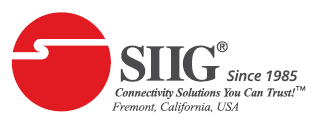 SIIG® Since 1985
Connectivity Solutions You Can Trust!™
Fremont, California, USA